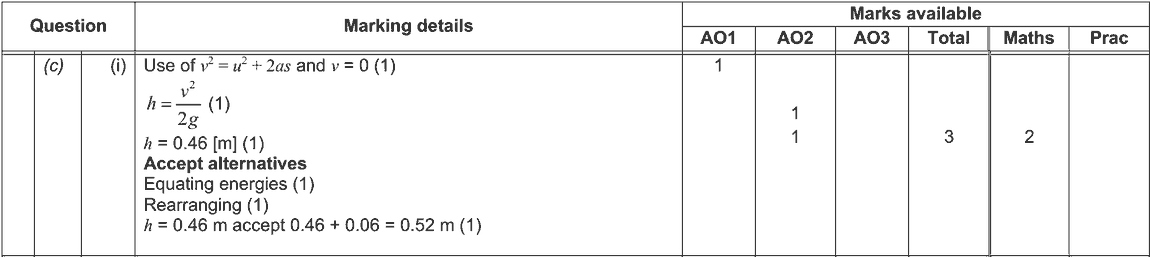 Question Marking details Marks available
AO1 AO2 AO3 Total Maths Prac
(c) (i) Use of v² = u² + 2as and v = 0 (1) 1
h = v²/2g (1) 1
h = 0.46 [m] (1) 1 3 2
Accept alternatives
Equating energies (1)
Rearranging (1)
h = 0.46 m accept 0.46 + 0.06 = 0.52 m (1)